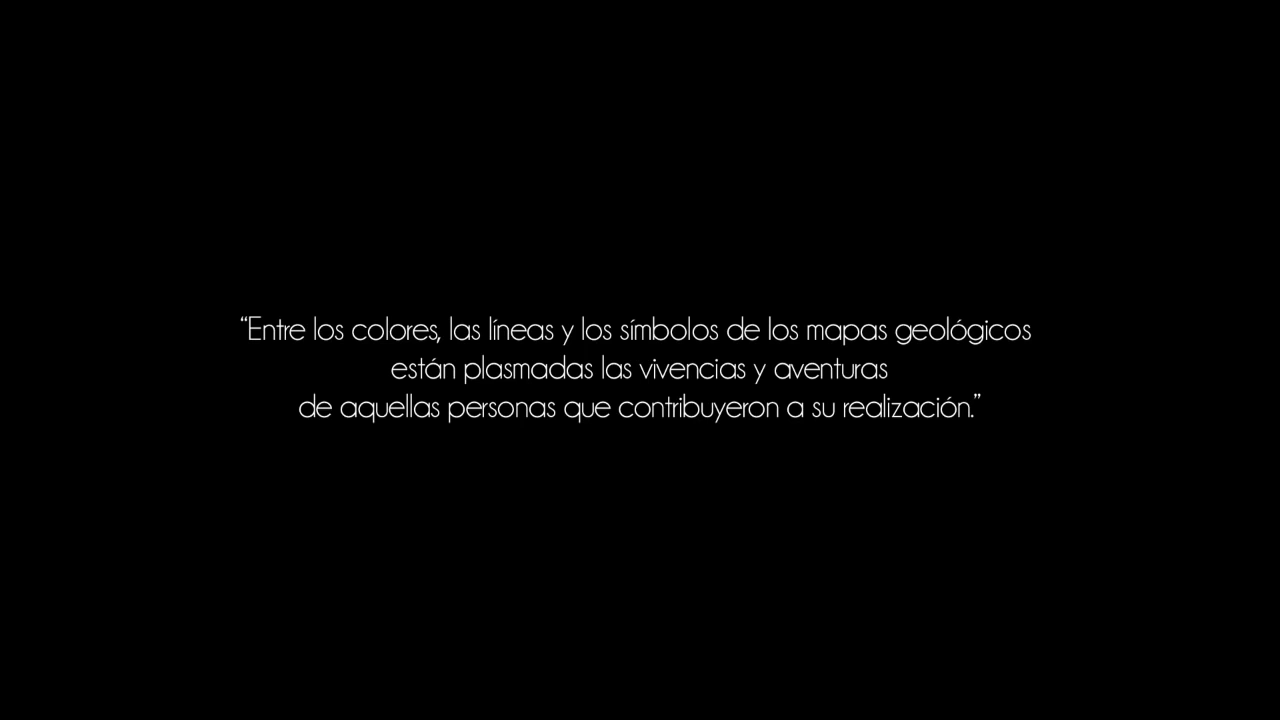 “Entre los colores, las líneas y los símbolos de los mapas geológicos
están plasmadas las vivencias y aventuras
de aquellas personas que contribuyeron a su realización.”